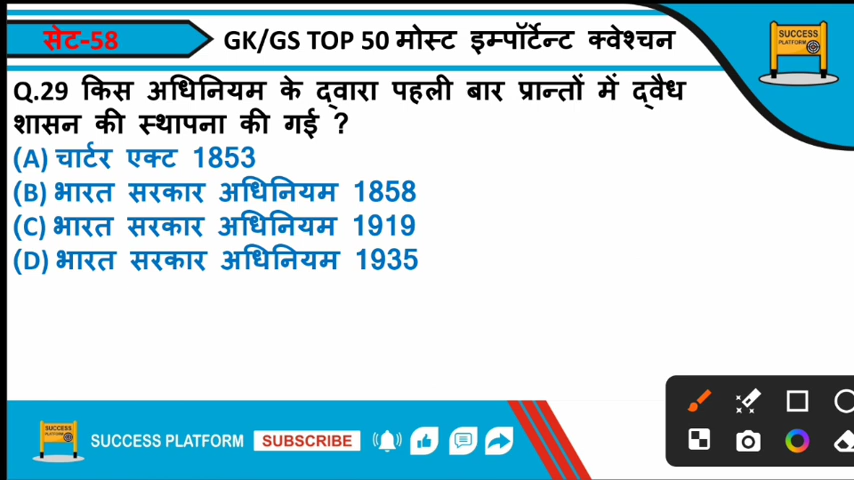 सेट-58
GK/GS TOP 50 मोस्ट इम्पॉर्टेन्ट क्वेश्चन
SUCCESS
PLATFORM
Q.29 किस अधिनियम के द्वारा पहली बार प्रान्तों में द्वैध
शासन की स्थापना की गई ?
(A) चार्टर एक्ट 1853
(B) भारत सरकार अधिनियम 1858
(C) भारत सरकार अधिनियम 1919
(D) भारत सरकार अधिनियम 1935
SUCCESS
PLATFORM
SUCCESS PLATFORM
SUBSCRIBE